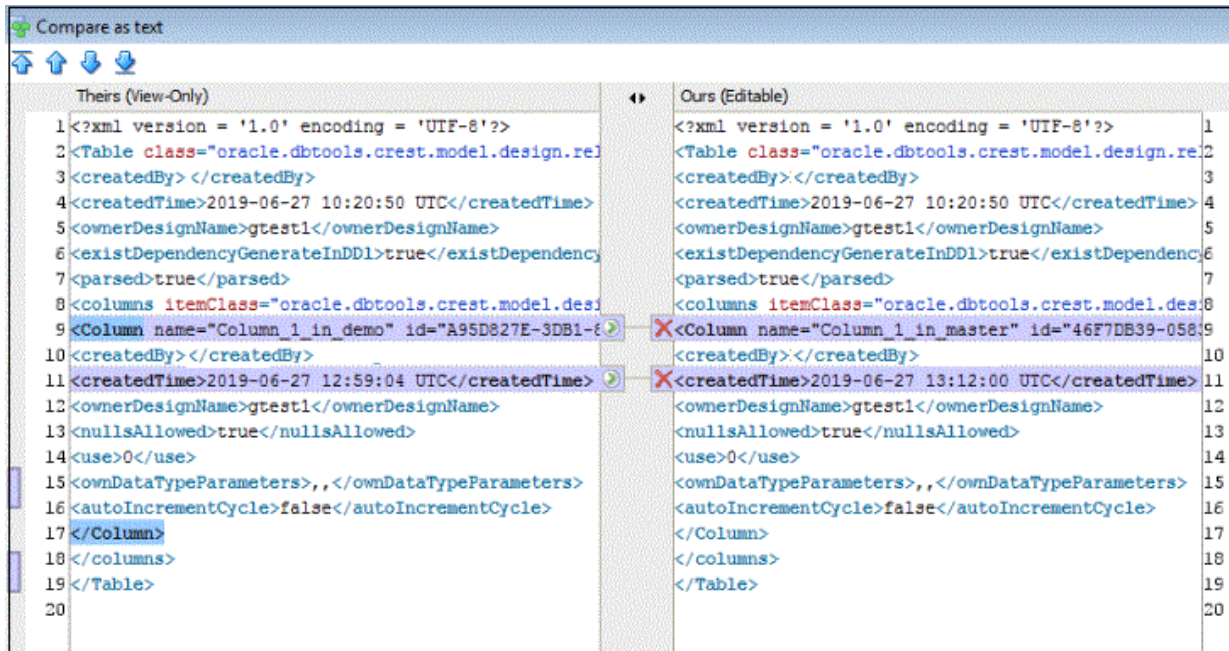 Compare as text
Theirs (View-Only)
1 <?xml version = '1.0' encoding = 'UTF-8'?>
2 <Table class="oracle.dbtools.crest.model.design.rel
3 <createdBy> </createdBy>
4 <createdTime>2019-06-27 10:20:50 UTC</createdTime>
5 <ownerDesignName>gtest1</ownerDesignName>
6 <existDependencyGenerateInDDl>true</existDependency
7 <parsed>true</parsed>
8 <columns itemClass="oracle.dbtools.crest.model.desi
9 <Column name="Column_1_in_demo" id="A95D827E-3DB1-8
10 <createdBy></createdBy>
11 <createdTime>2019-06-27 12:59:04 UTC</createdTime>
12 <ownerDesignName>gtest1</ownerDesignName>
13 <nullsAllowed>true</nullsAllowed>
14 <use>0</use>
15 <ownDataTypeParameters>,,</ownDataTypeParameters>
16 <autoIncrementCycle>false</autoIncrementCycle>
17 </Column>
18 </columns>
19 </Table>
20
Ours (Editable)
<?xml version = '1.0' encoding = 'UTF-8'?> 1
<Table class="oracle.dbtools.crest.model.design.rel 2
<createdBy></createdBy> 3
<createdTime>2019-06-27 10:20:50 UTC</createdTime> 4
<ownerDesignName>gtest1</ownerDesignName> 5
<existDependencyGenerateInDDl>true</existDependency 6
<parsed>true</parsed> 7
<columns itemClass="oracle.dbtools.crest.model.des 8
<Column name="Column_1_in_master" id="46F7DB39-058 9
<createdBy></createdBy> 10
<createdTime>2019-06-27 13:12:00 UTC</createdTime> 11
<ownerDesignName>gtest1</ownerDesignName> 12
<nullsAllowed>true</nullsAllowed> 13
<use>0</use> 14
<ownDataTypeParameters>,,</ownDataTypeParameters> 15
<autoIncrementCycle>false</autoIncrementCycle> 16
</Column> 17
</columns> 18
</Table> 19
20